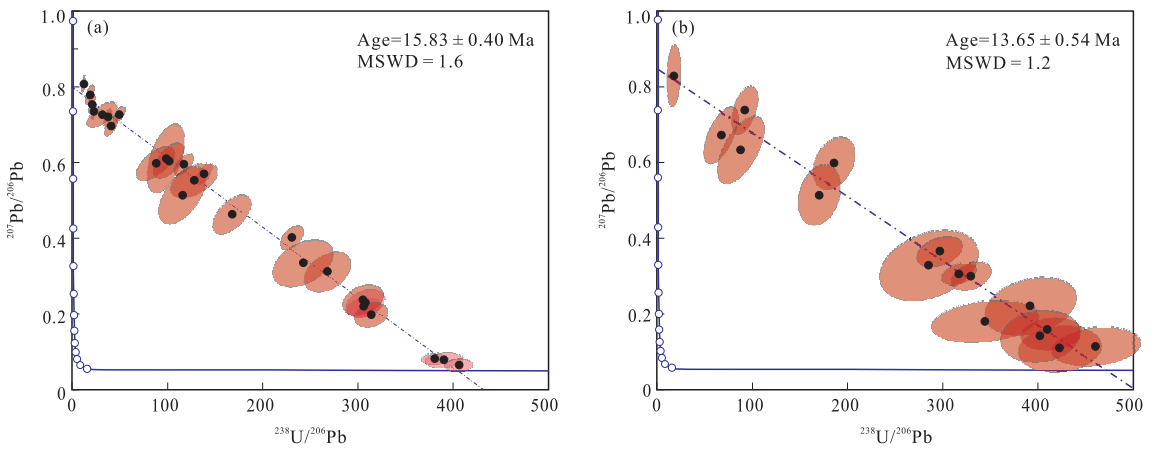 (a)
Age=15.83 ± 0.40 Ma
MSWD = 1.6
1.0
0.8
0.6
0.4
0.2
0
0
100
200
300
400
500
²⁰⁷Pb/²⁰⁶Pb
²³⁸U/²⁰⁶Pb
(b)
Age=13.65 ± 0.54 Ma
MSWD = 1.2
1.0
0.8
0.6
0.4
0.2
0
0
100
200
300
400
500
²⁰⁷Pb/²⁰⁶Pb
²³⁸U/²⁰⁶Pb